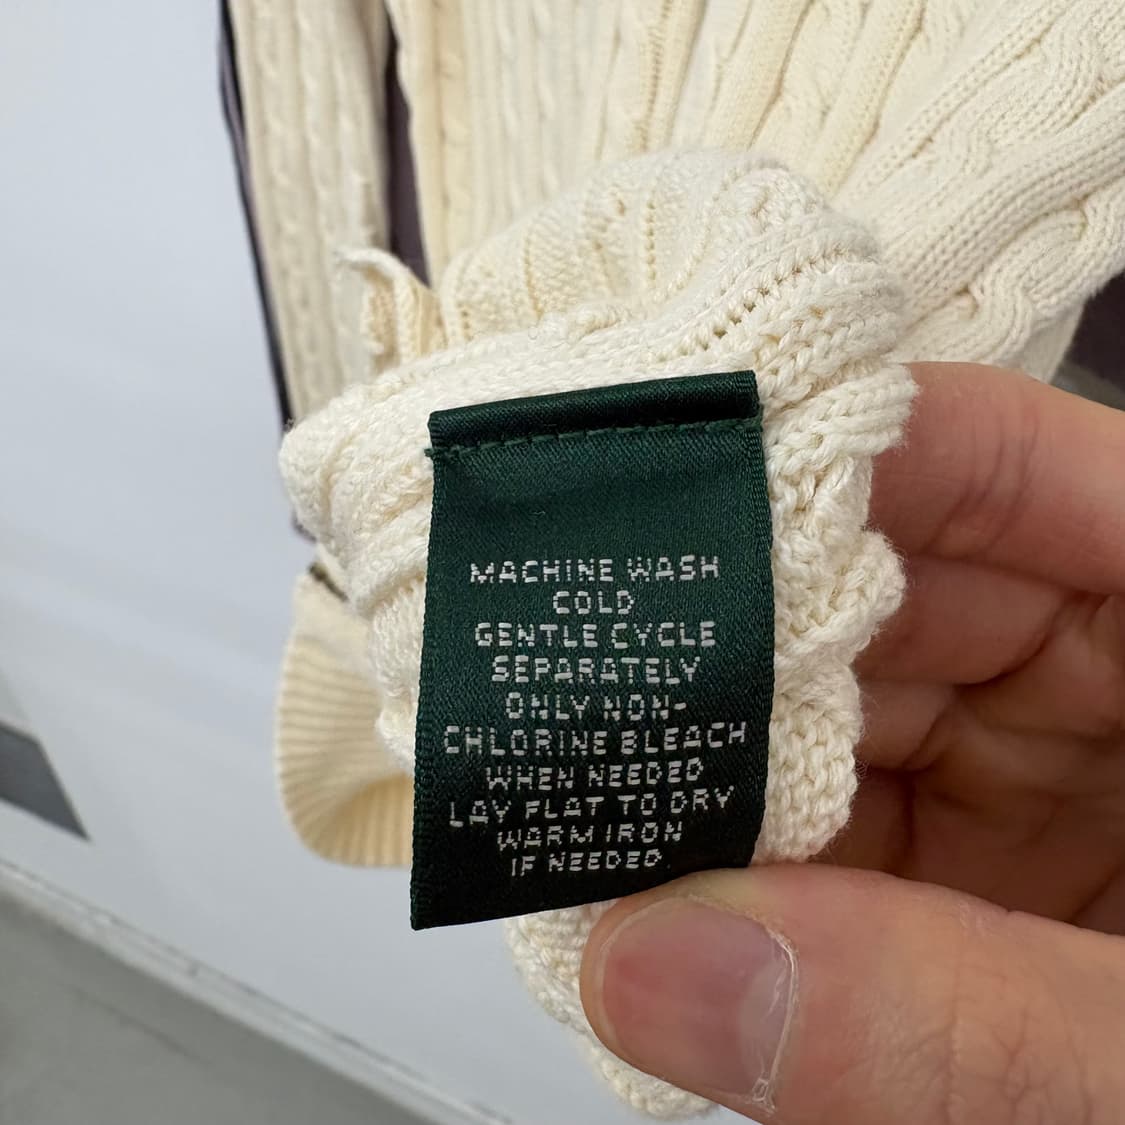 MACHINE WASH
COLD
GENTLE CYCLE
SEPARATELY
ONLY NON-
CHLORINE BLEACH
WHEN NEEDED
LAY FLAT TO DRY
WARM IRON
IF NEEDED.